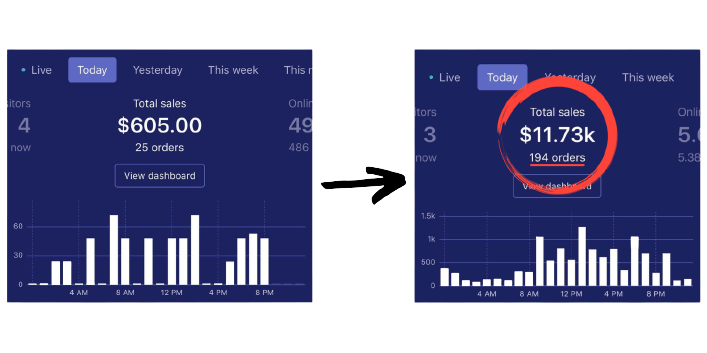 Live Today Yesterday This week This
itors Total sales Onlin
4 $605.00 49
now 25 orders 486
View dashboard
60
30
0
4 AM 8 AM 12 PM 4 PM 8 PM
Live Today Yesterday This week
itors Total sales Onli
3 $11.73k 5.
now 194 orders 5.38
View dashboard
1.5k
1k
500
0
4 AM 8 AM 12 PM 4 PM 8 PM